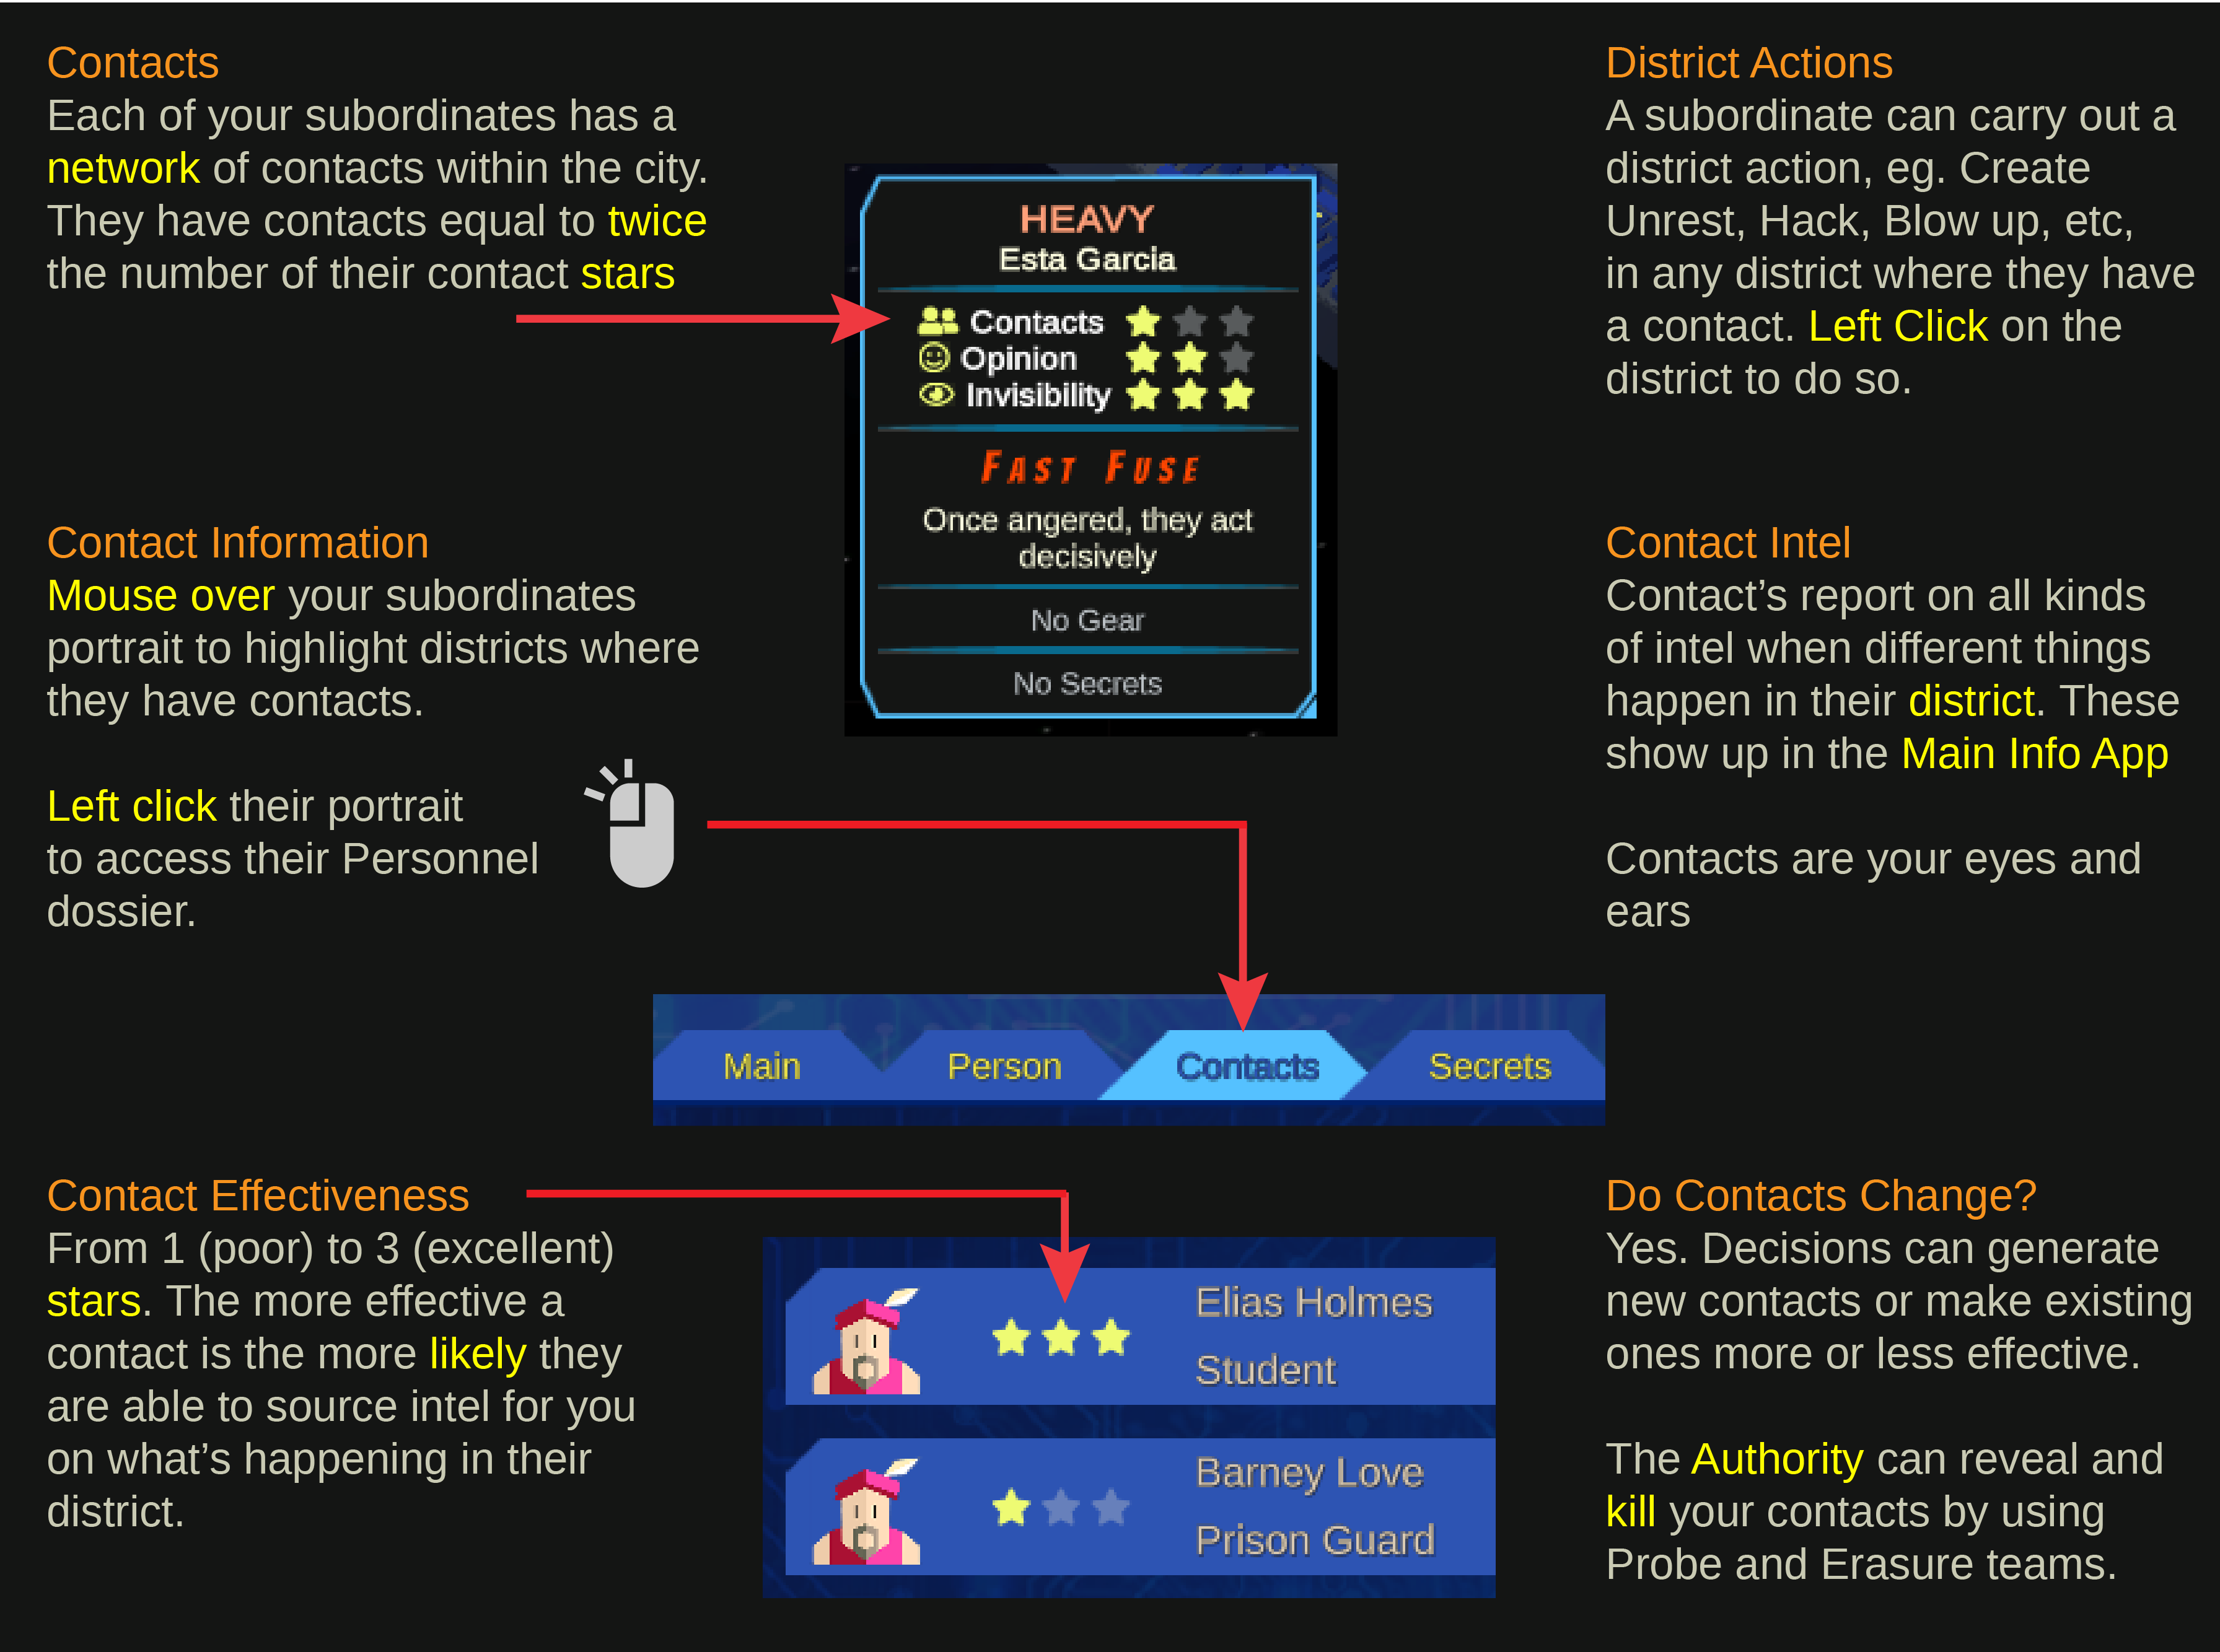 Contacts
Each of your subordinates has a
network of contacts within the city.
They have contacts equal to twice
the number of their contact stars
HEAVY
Esta Garcia
Contacts
Opinion
Invisibility
FAST FUSE
Once angered, they act
decisively
No Gear
No Secrets
District Actions
A subordinate can carry out a
district action, eg. Create
Unrest, Hack, Blow up, etc,
in any district where they have
a contact. Left Click on the
district to do so.
Contact Information
Mouse over your subordinates
portrait to highlight districts where
they have contacts.
Left click their portrait
to access their Personnel
dossier.
Contact Intel
Contact’s report on all kinds
of intel when different things
happen in their district. These
show up in the Main Info App
Contacts are your eyes and
ears
Main
Person
Contacts
Secrets
Contact Effectiveness
From 1 (poor) to 3 (excellent)
stars. The more effective a
contact is the more likely they
are able to source intel for you
on what’s happening in their
district.
Elias Holmes
Student
Barney Love
Prison Guard
Do Contacts Change?
Yes. Decisions can generate
new contacts or make existing
ones more or less effective.
The Authority can reveal and
kill your contacts by using
Probe and Erasure teams.